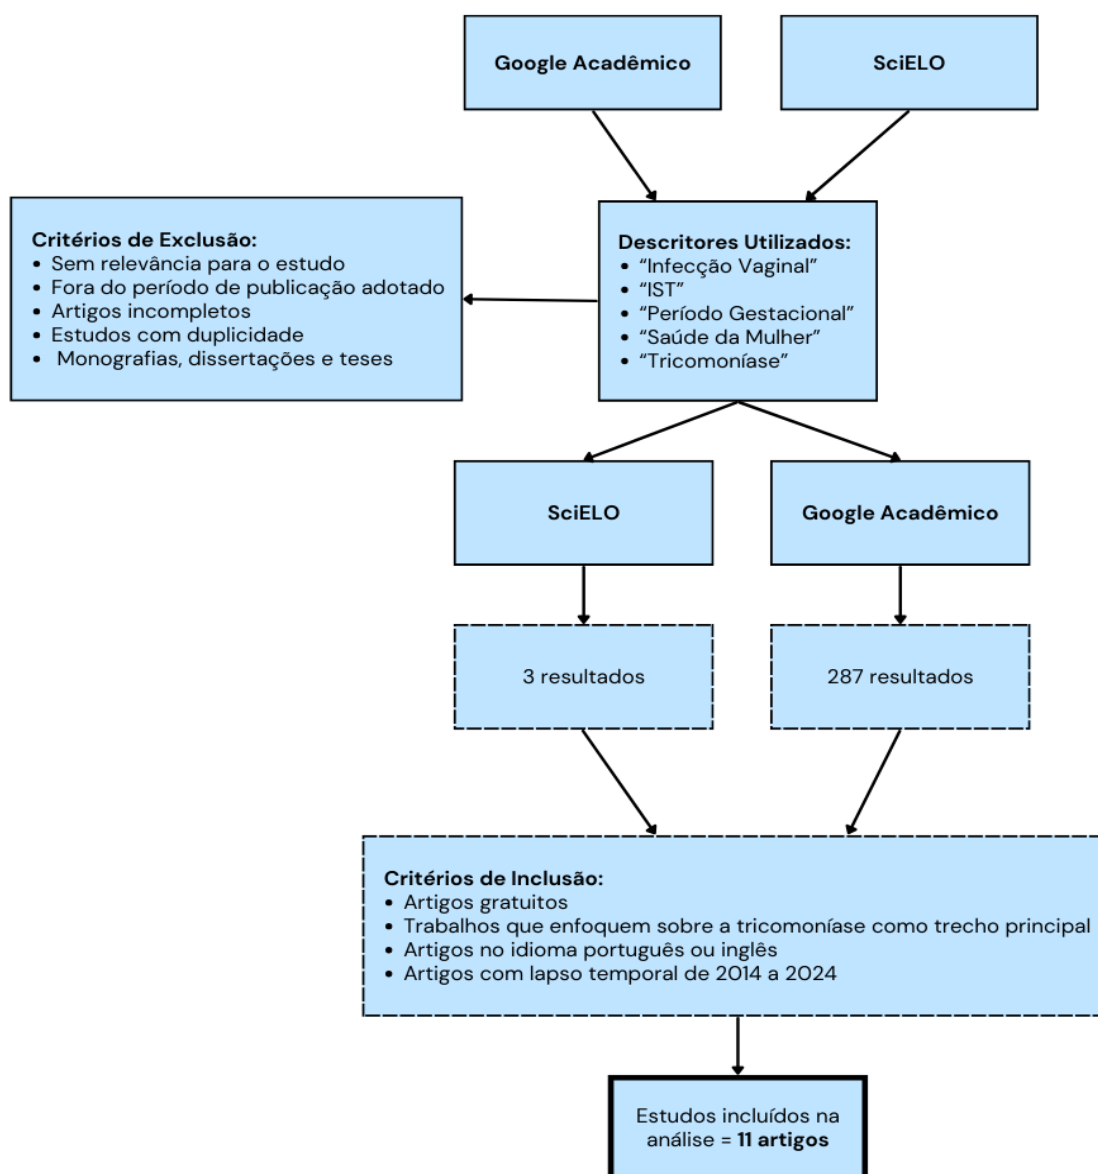 Google Acadêmico
SciELO
Critérios de Exclusão:
• Sem relevância para o estudo
• Fora do período de publicação adotado
• Artigos incompletos
• Estudos com duplicidade
• Monografias, dissertações e teses
Descritores Utilizados:
• “Infecção Vaginal”
• “IST”
• “Período Gestacional”
• “Saúde da Mulher”
• “Tricomoníase”
SciELO
Google Acadêmico
3 resultados
287 resultados
Critérios de Inclusão:
• Artigos gratuitos
• Trabalhos que enfoquem sobre a tricomoníase como trecho principal
• Artigos no idioma português ou inglês
• Artigos com lapso temporal de 2014 a 2024
Estudos incluídos na
análise = 11 artigos